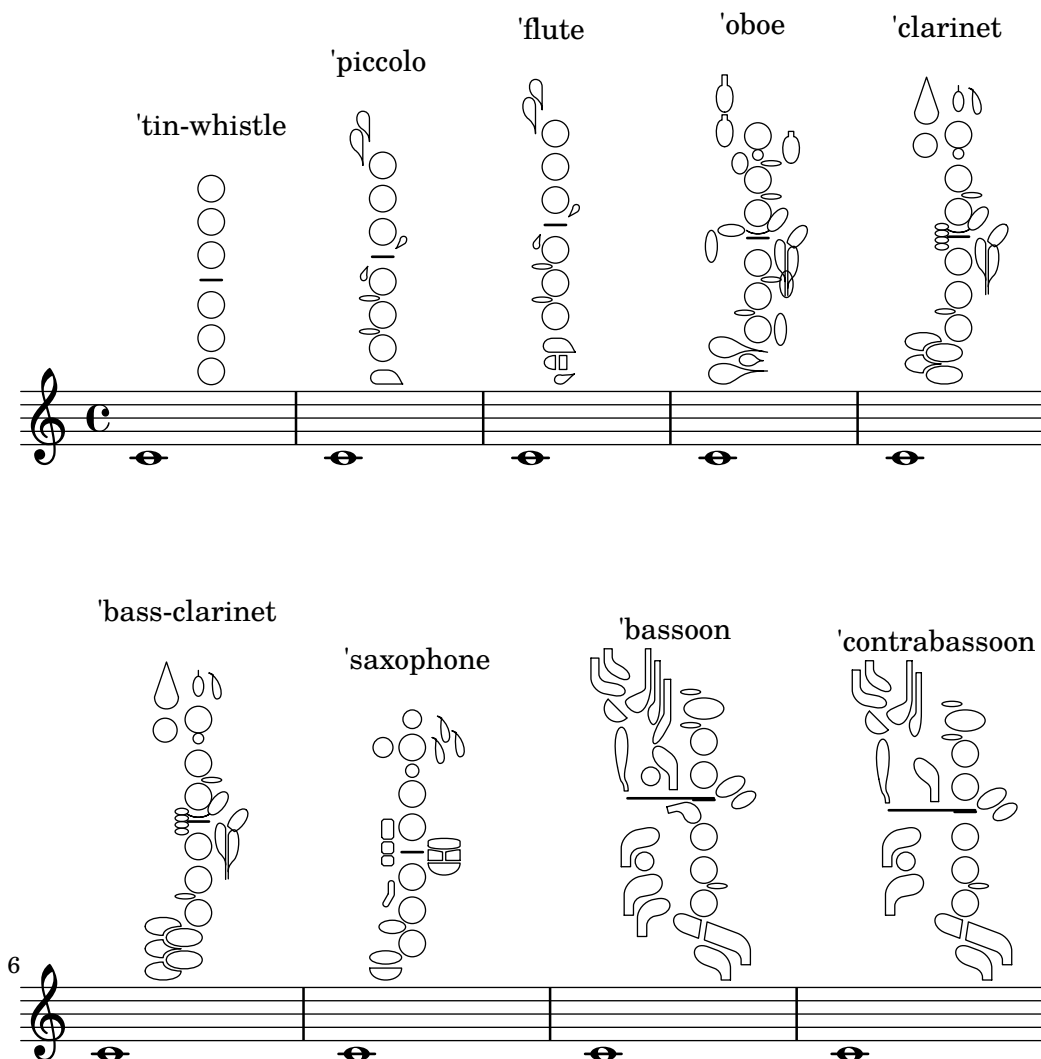 'tin-whistle
'piccolo
'flute
'oboe
'clarinet
6
'bass-clarinet
'saxophone
'bassoon
'contrabassoon